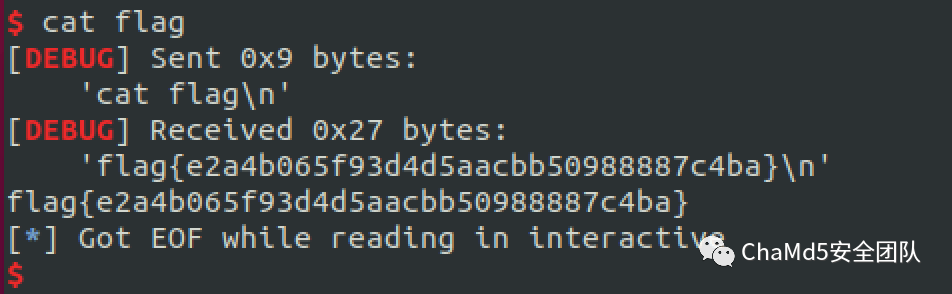 $ cat flag
[DEBUG] Sent 0x9 bytes:
'cat flag\n'
[DEBUG] Received 0x27 bytes:
'flag{e2a4b065f93d4d5aacbb50988887c4ba}\n'
flag{e2a4b065f93d4d5aacbb50988887c4ba}
[*] Got EOF while reading in interactive
ChaMd5安全团队
$